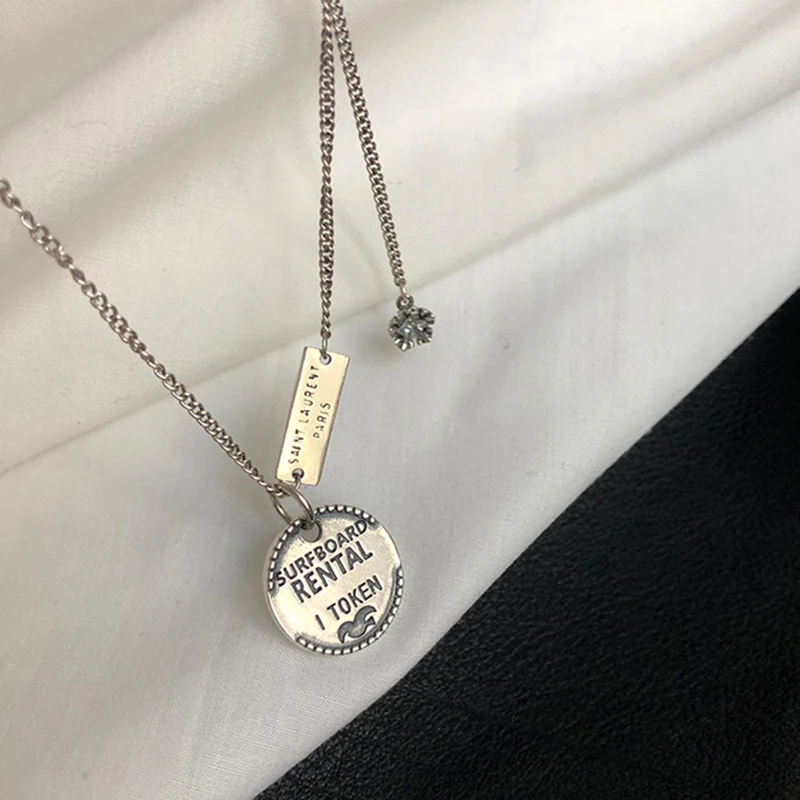 SAINT LAURENT
PARIS
SURFBOARD
RENTAL
1 TOKEN